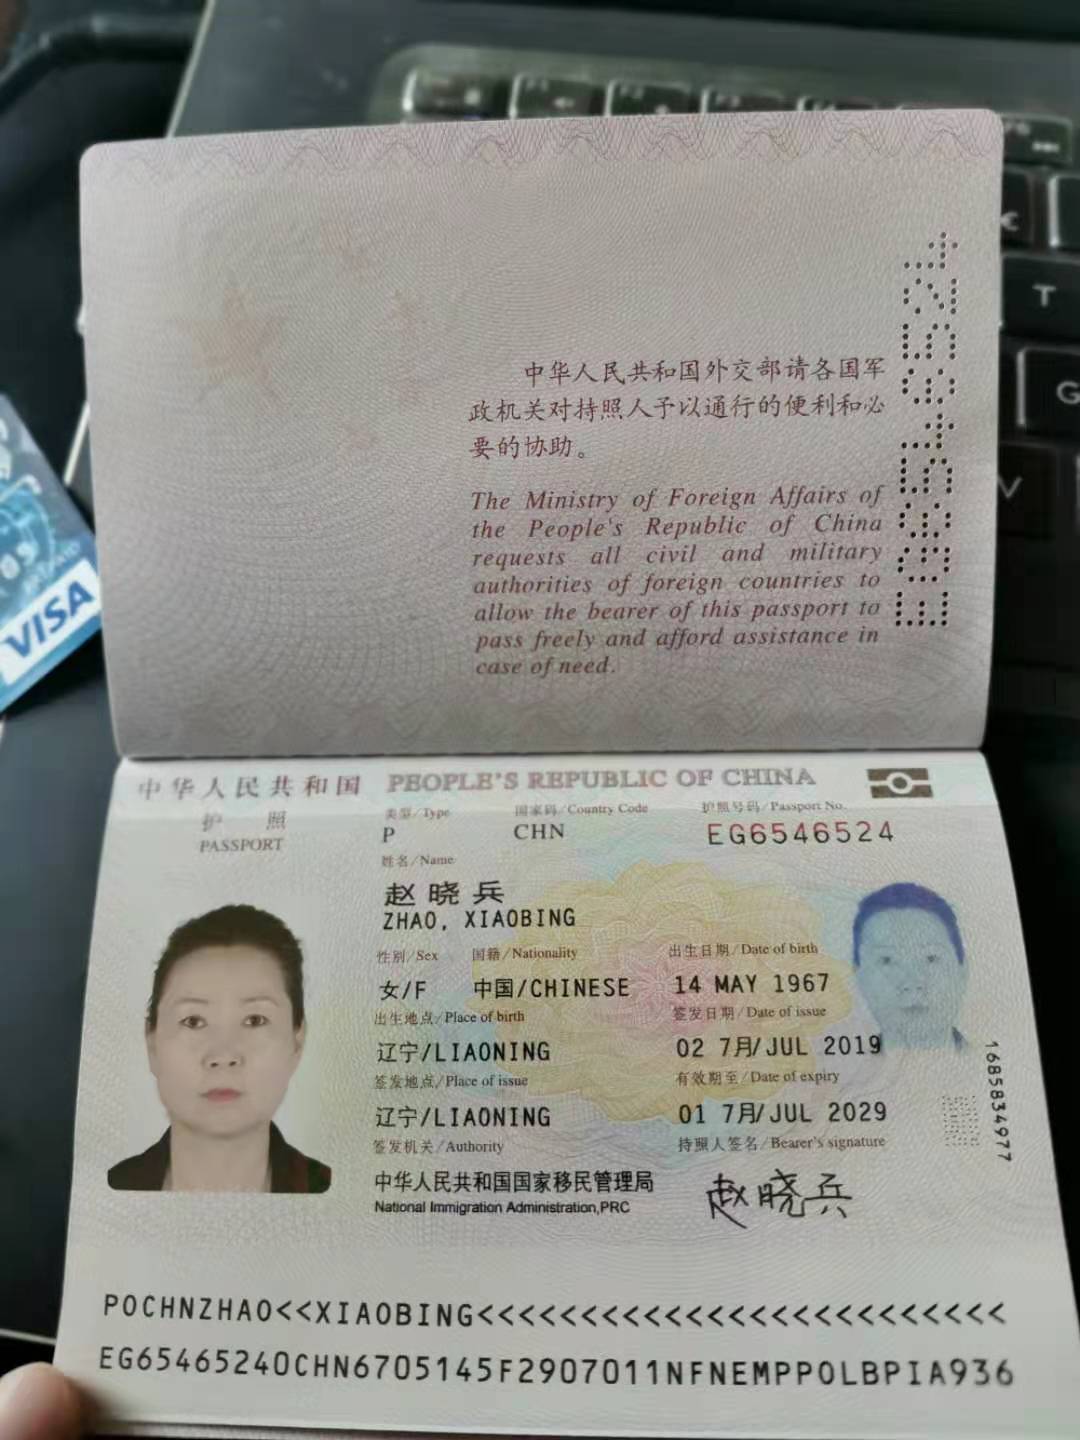 中华人民共和国外交部请各国军
政机关对持照人予以通行的便利和必
要的协助。
The Ministry of Foreign Affairs of
the People's Republic of China
requests all civil and military
authorities of foreign countries to
allow the bearer of this passport to
pass freely and afford assistance in
case of need.
EG6546524
VISA
T
G
V
€
中华人民共和国 PEOPLE'S REPUBLIC OF CHINA
护照
PASSPORT
类型/Type 国家码/Country Code 护照号码/Passport No.
P CHN EG6546524
姓名/Name
赵晓兵
ZHAO, XIAOBING
性别/Sex 国籍/Nationality 出生日期/Date of birth
女/F 中国/CHINESE 14 MAY 1967
出生地点/Place of birth 签发日期/Date of issue
辽宁/LIAONING 02 7月/JUL 2019
签发地点/Place of issue 有效期至/Date of expiry
辽宁/LIAONING 01 7月/JUL 2029
签发机关/Authority 持照人签名/Bearer's signature
中华人民共和国国家移民管理局 赵晓兵
National Immigration Administration,PRC
1685834977
POCHNZHAO<<XIAOBING<<<<<<<<<<<<<<<<<<<<<<<<<
EG65465240CHN6705145F2907011NFNEMPPOLBPIA936